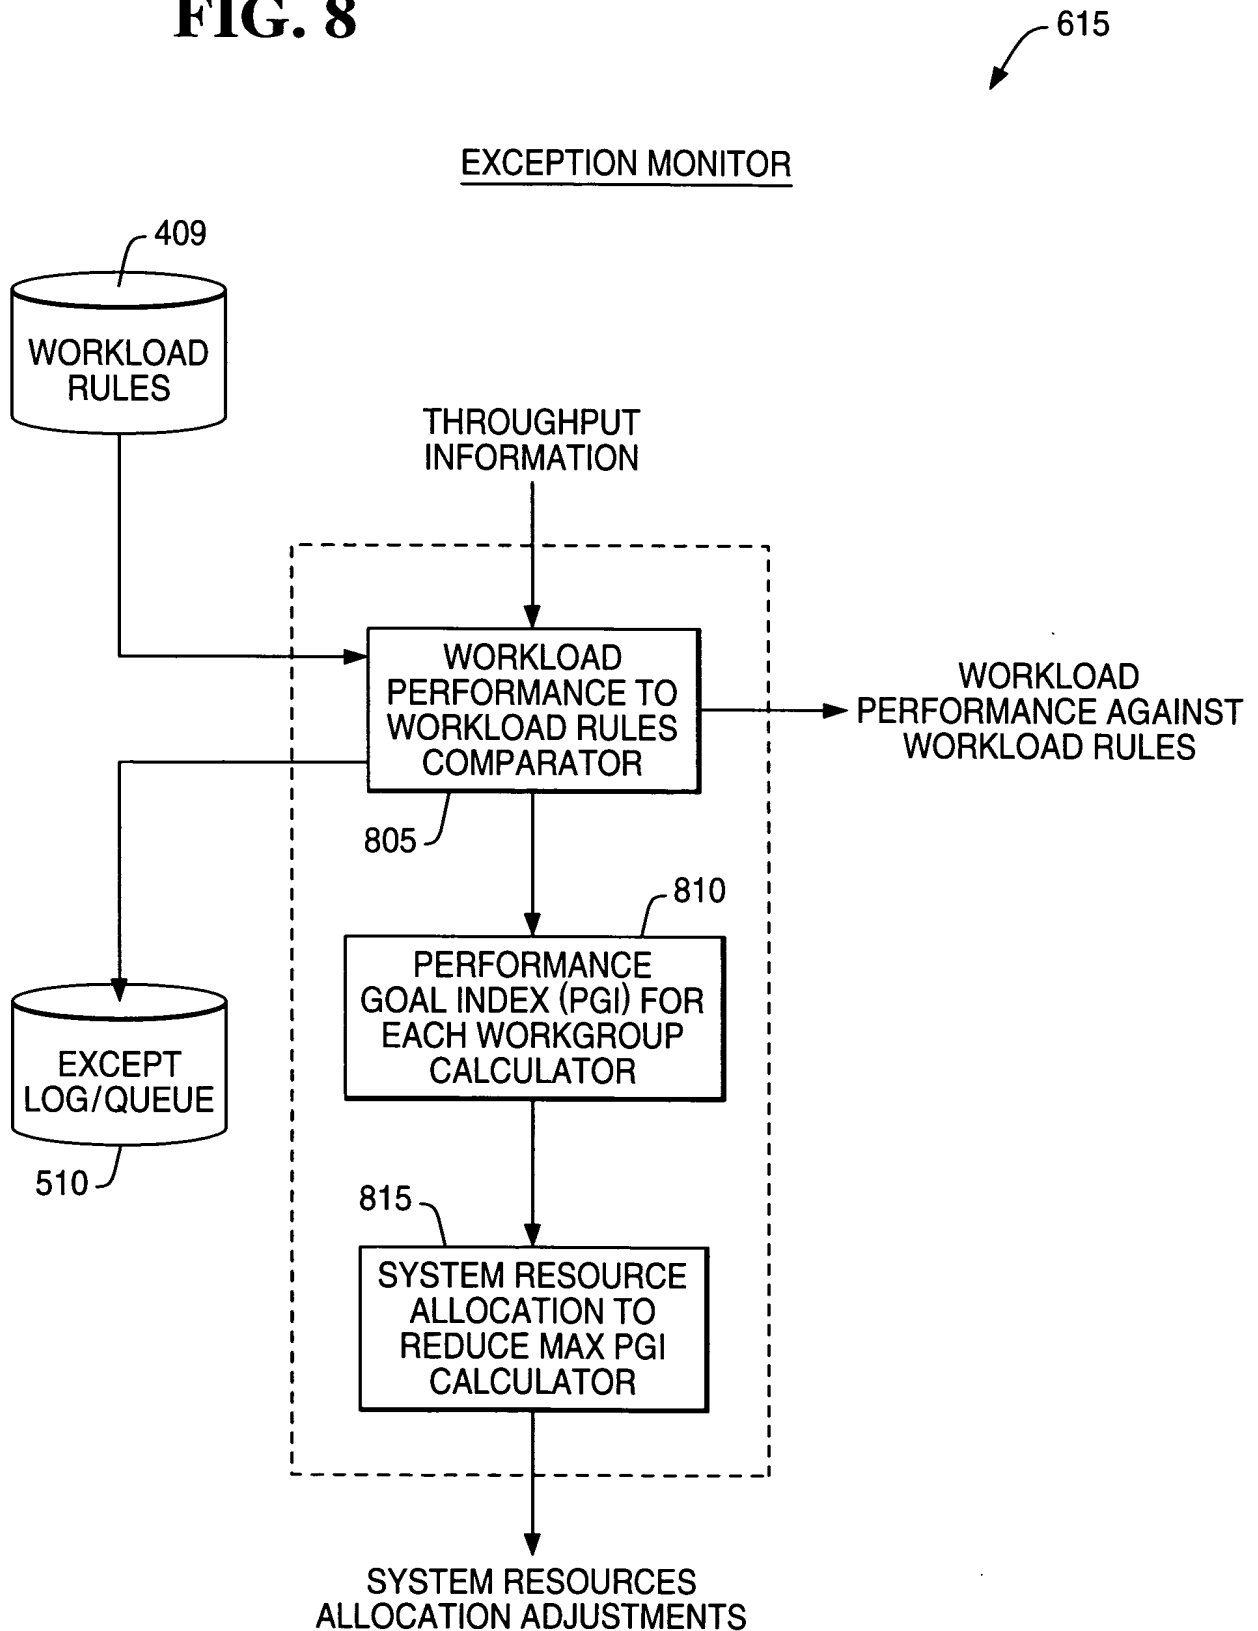 FIG. 8
615
EXCEPTION MONITOR
409
WORKLOAD
RULES
THROUGHPUT
INFORMATION
WORKLOAD
PERFORMANCE TO
WORKLOAD RULES
COMPARATOR
WORKLOAD
PERFORMANCE AGAINST
WORKLOAD RULES
805
810
PERFORMANCE
GOAL INDEX (PGI) FOR
EACH WORKGROUP
CALCULATOR
EXCEPT
LOG/QUEUE
510
815
SYSTEM RESOURCE
ALLOCATION TO
REDUCE MAX PGI
CALCULATOR
SYSTEM RESOURCES
ALLOCATION ADJUSTMENTS